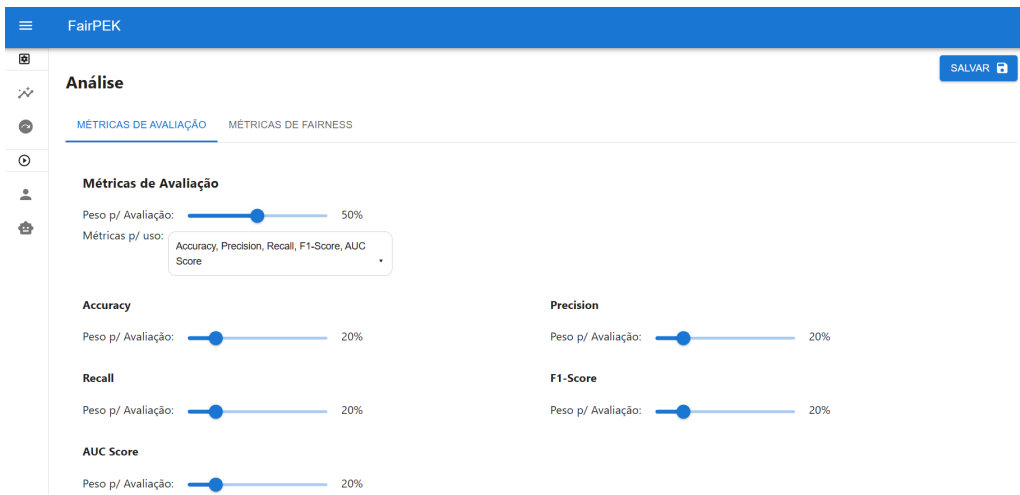 FairPEK
SALVAR
Análise
MÉTRICAS DE AVALIAÇÃO MÉTRICAS DE FAIRNESS
Métricas de Avaliação
Peso p/ Avaliação: 50%
Métricas p/ uso:
Accuracy, Precision, Recall, F1-Score, AUC
Score
Accuracy Precision
Peso p/ Avaliação: 20% Peso p/ Avaliação: 20%
Recall F1-Score
Peso p/ Avaliação: 20% Peso p/ Avaliação: 20%
AUC Score
Peso p/ Avaliação: 20%